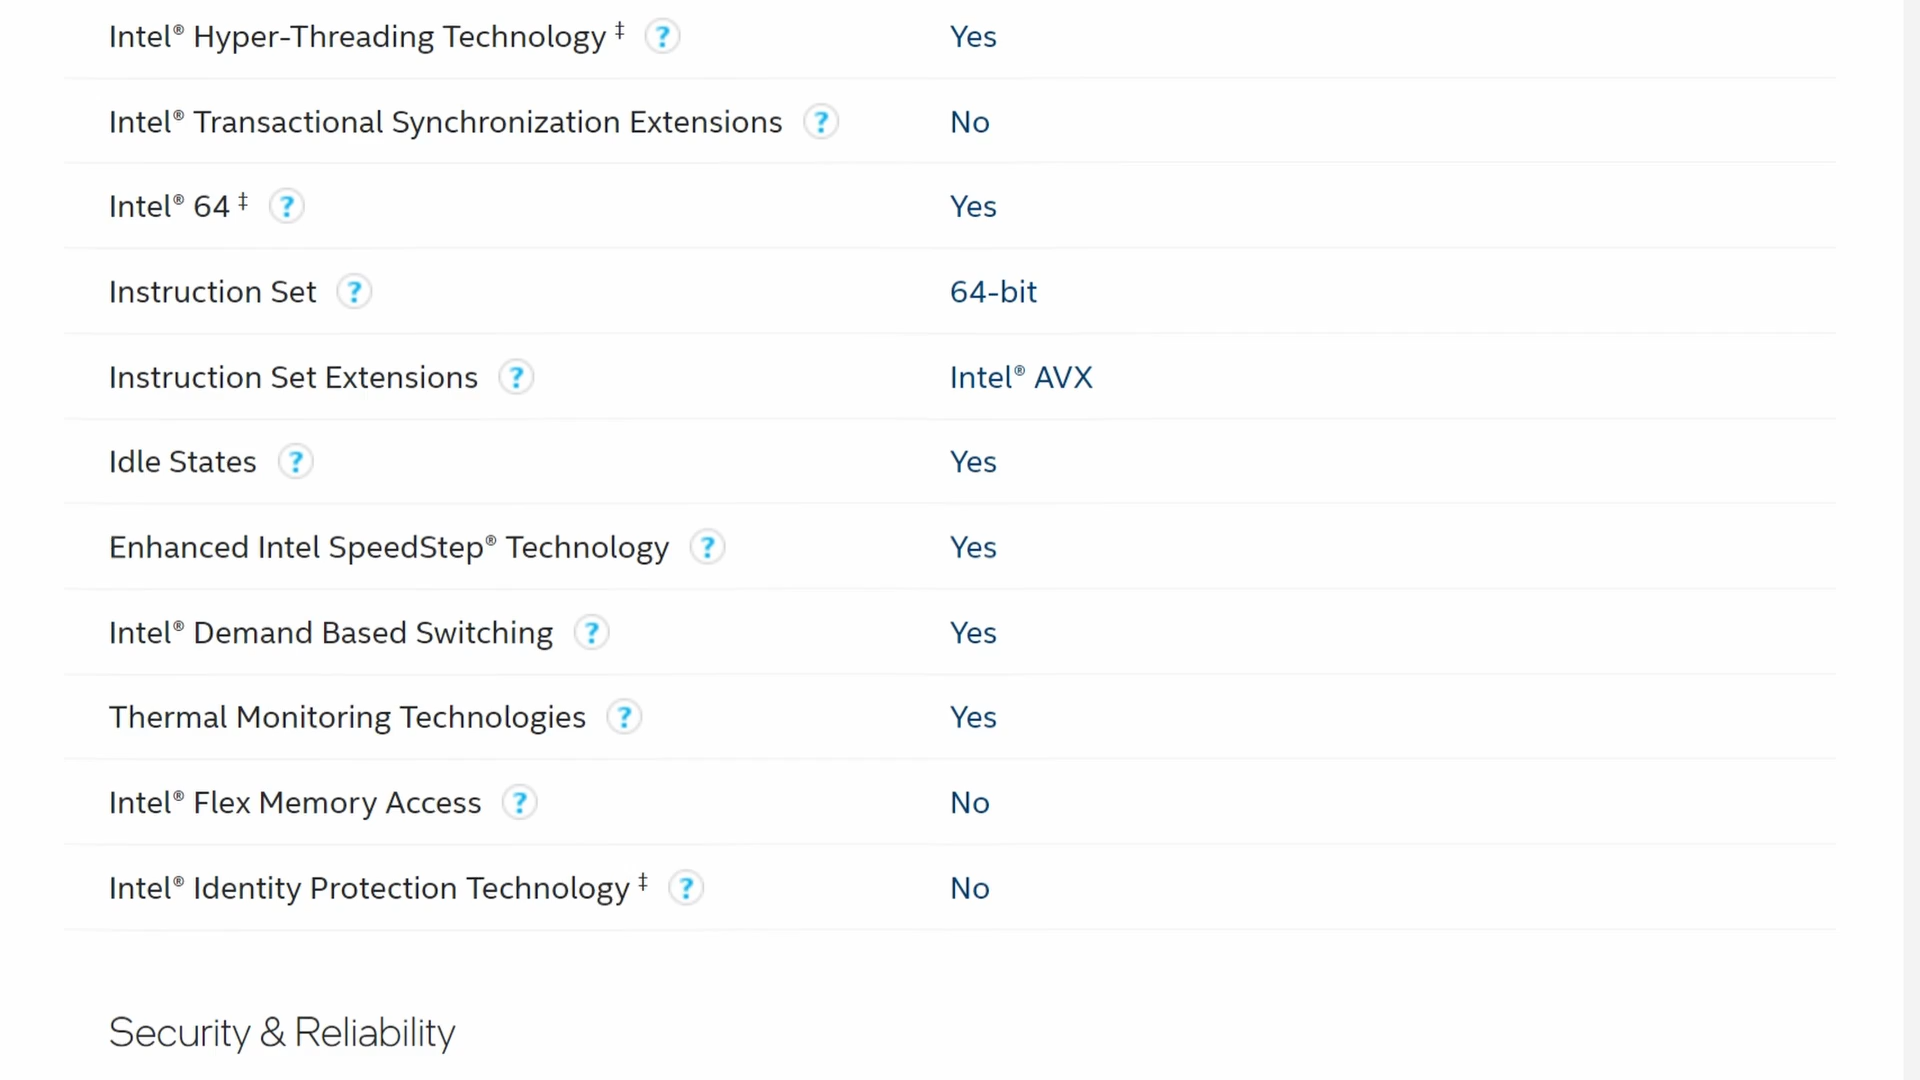 Intel® Hyper-Threading Technology ‡ ? Yes
Intel® Transactional Synchronization Extensions ? No
Intel® 64 ‡ ? Yes
Instruction Set ? 64-bit
Instruction Set Extensions ? Intel® AVX
Idle States ? Yes
Enhanced Intel SpeedStep® Technology ? Yes
Intel® Demand Based Switching ? Yes
Thermal Monitoring Technologies ? Yes
Intel® Flex Memory Access ? No
Intel® Identity Protection Technology ‡ ? No
Security & Reliability